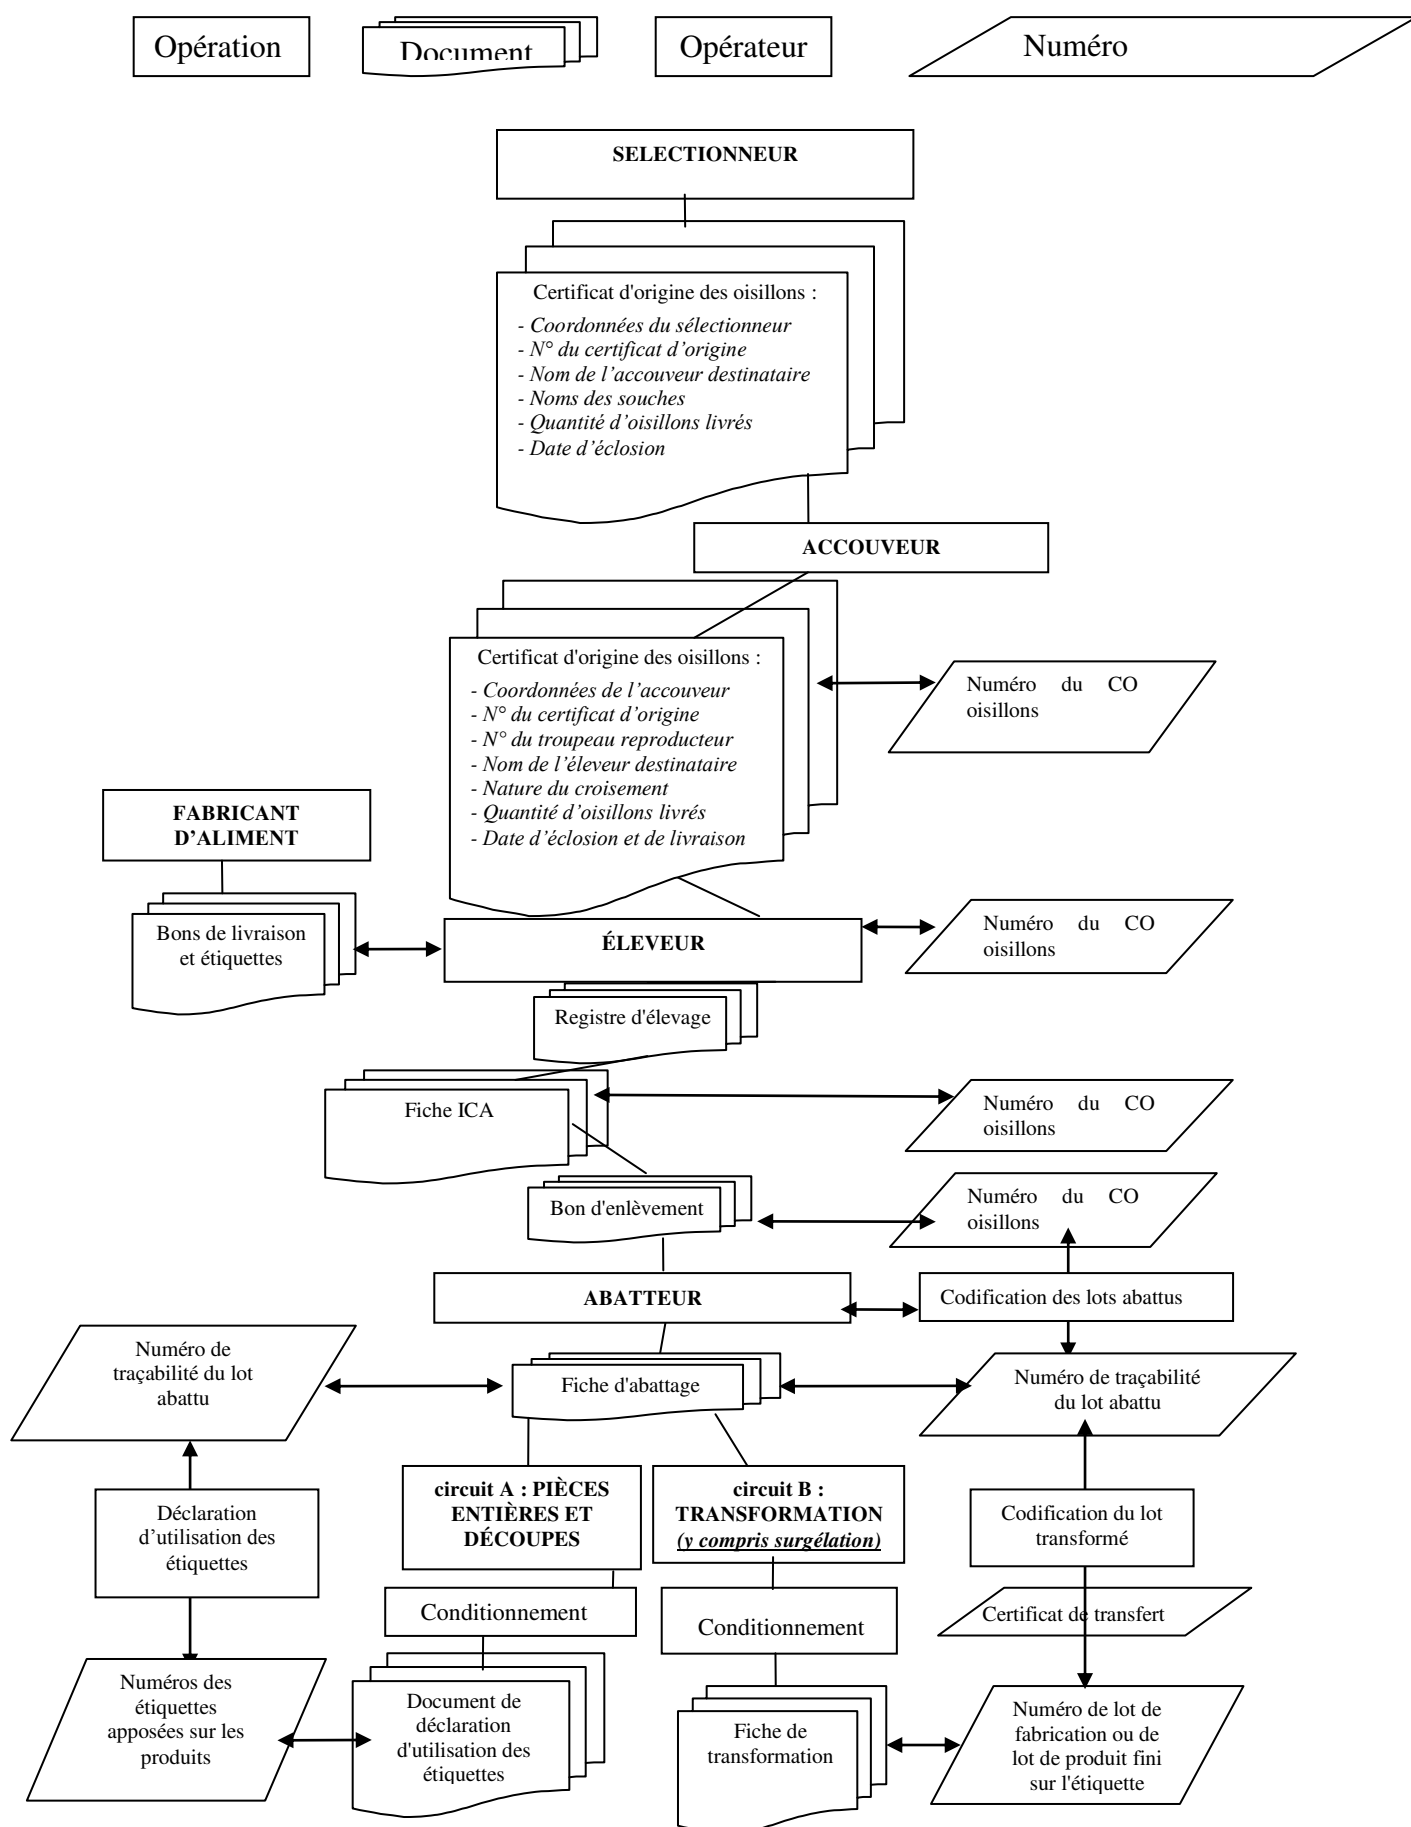 Opération
Document
Opérateur
Numéro
SELECTIONNEUR
Certificat d'origine des oisillons :
- Coordonnées du sélectionneur
- N° du certificat d’origine
- Nom de l’accouveur destinataire
- Noms des souches
- Quantité d’oisillons livrés
- Date d’éclosion
ACCOUVEUR
Certificat d'origine des oisillons :
- Coordonnées de l’accouveur
- N° du certificat d’origine
- N° du troupeau reproducteur
- Nom de l’éleveur destinataire
- Nature du croisement
- Quantité d’oisillons livrés
- Date d’éclosion et de livraison
Numéro du CO
oisillons
FABRICANT
D’ALIMENT
Bons de livraison
et étiquettes
ÉLEVEUR
Numéro du CO
oisillons
Registre d'élevage
Fiche ICA
Numéro du CO
oisillons
Bon d'enlèvement
Numéro du CO
oisillons
ABATTEUR
Codification des lots abattus
Numéro de
traçabilité du lot
abattu
Fiche d'abattage
Numéro de traçabilité
du lot abattu
Déclaration
d’utilisation des
étiquettes
circuit A : PIÈCES
ENTIÈRES ET
DÉCOUPES
circuit B :
TRANSFORMATION
(y compris surgélation)
Codification du lot
transformé
Conditionnement
Conditionnement
Certificat de transfert
Numéros des
étiquettes
apposées sur les
produits
Document de
déclaration
d'utilisation des
étiquettes
Fiche de
transformation
Numéro de lot de
fabrication ou de
lot de produit fini
sur l'étiquette